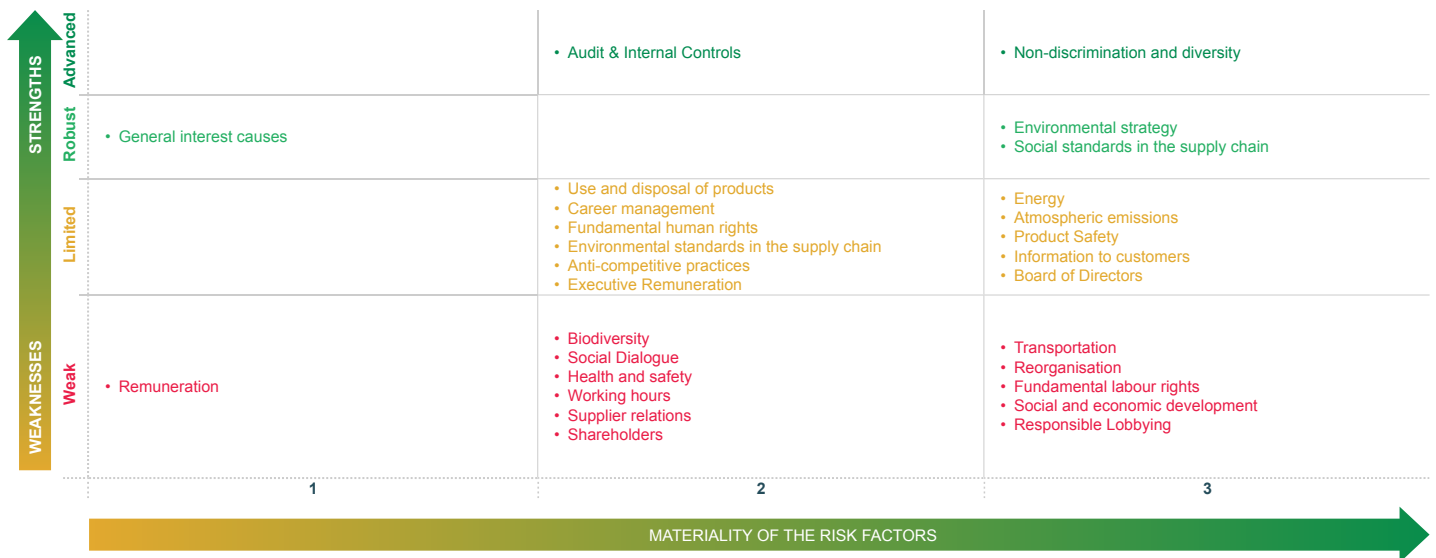 STRENGTHS
WEAKNESSES
Advanced
• Audit & Internal Controls
• Non-discrimination and diversity
Robust
• General interest causes
• Environmental strategy
• Social standards in the supply chain
Limited
• Use and disposal of products
• Career management
• Fundamental human rights
• Environmental standards in the supply chain
• Anti-competitive practices
• Executive Remuneration
• Energy
• Atmospheric emissions
• Product Safety
• Information to customers
• Board of Directors
Weak
• Remuneration
• Biodiversity
• Social Dialogue
• Health and safety
• Working hours
• Supplier relations
• Shareholders
• Transportation
• Reorganisation
• Fundamental labour rights
• Social and economic development
• Responsible Lobbying
1
2
3
MATERIALITY OF THE RISK FACTORS